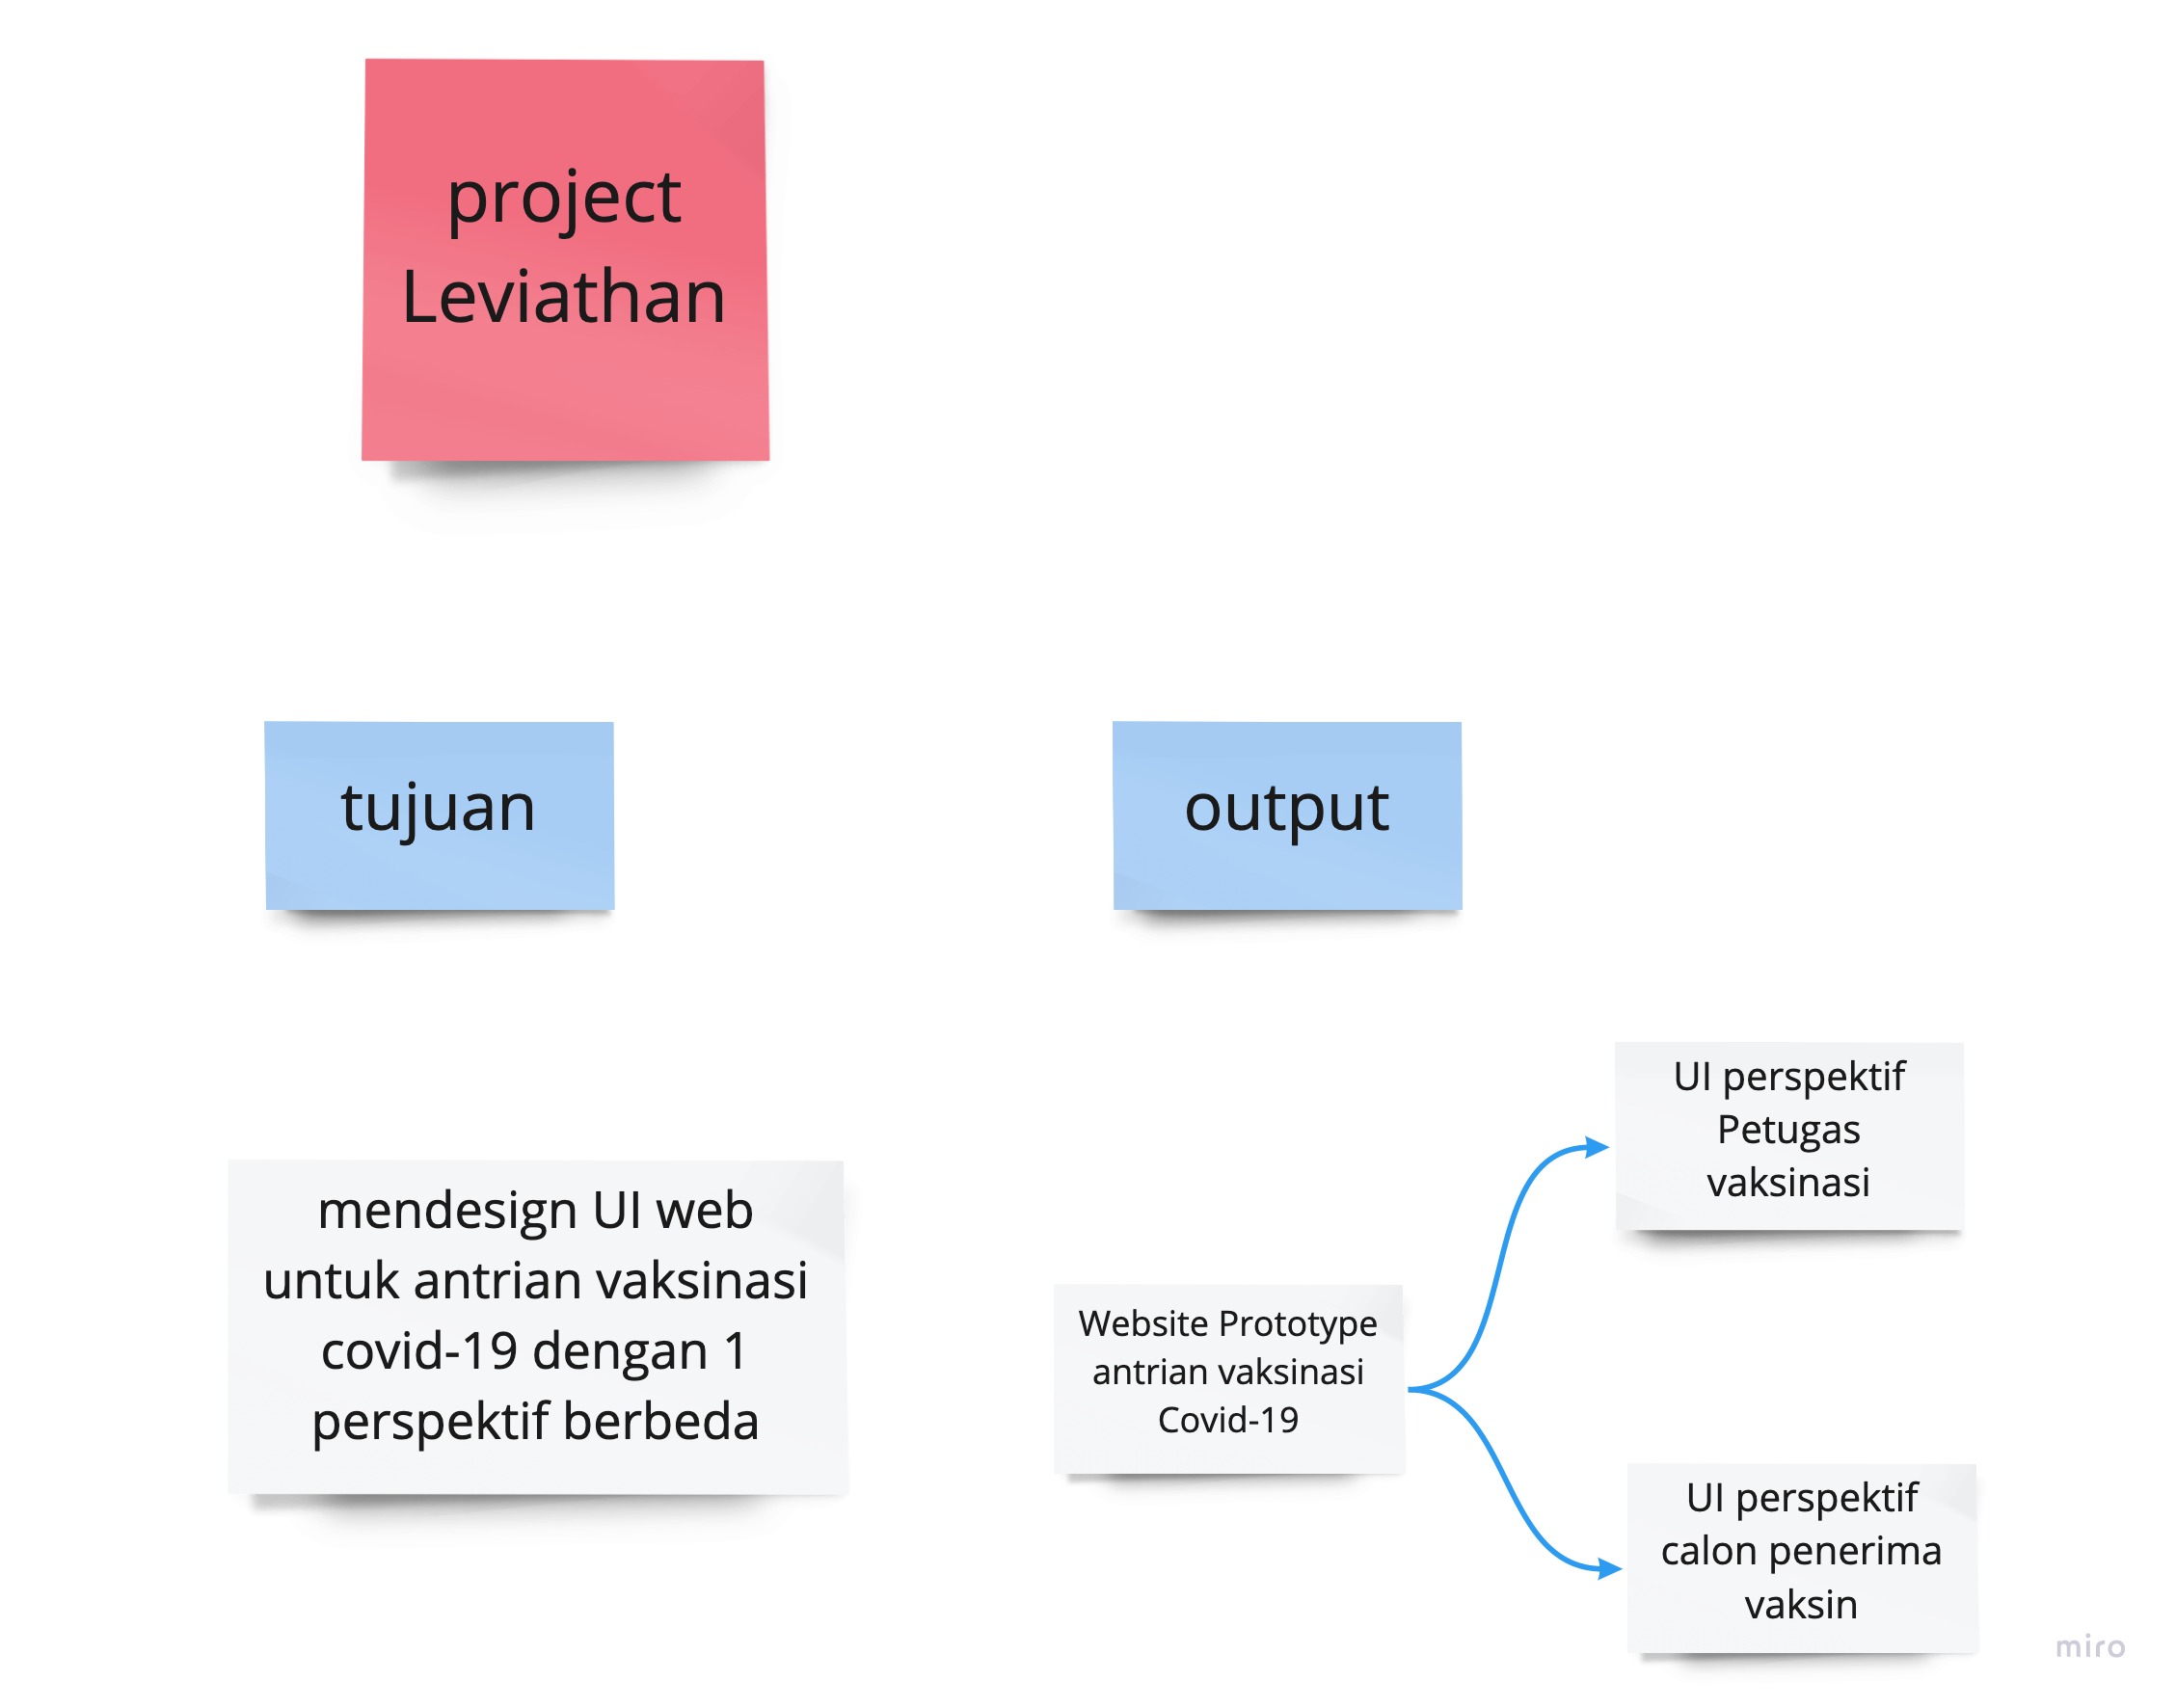 project
Leviathan
tujuan
output
mendesign UI web
untuk antrian vaksinasi
covid-19 dengan 1
perspektif berbeda
Website Prototype
antrian vaksinasi
Covid-19
UI perspektif
Petugas
vaksinasi
UI perspektif
calon penerima
vaksin
miro